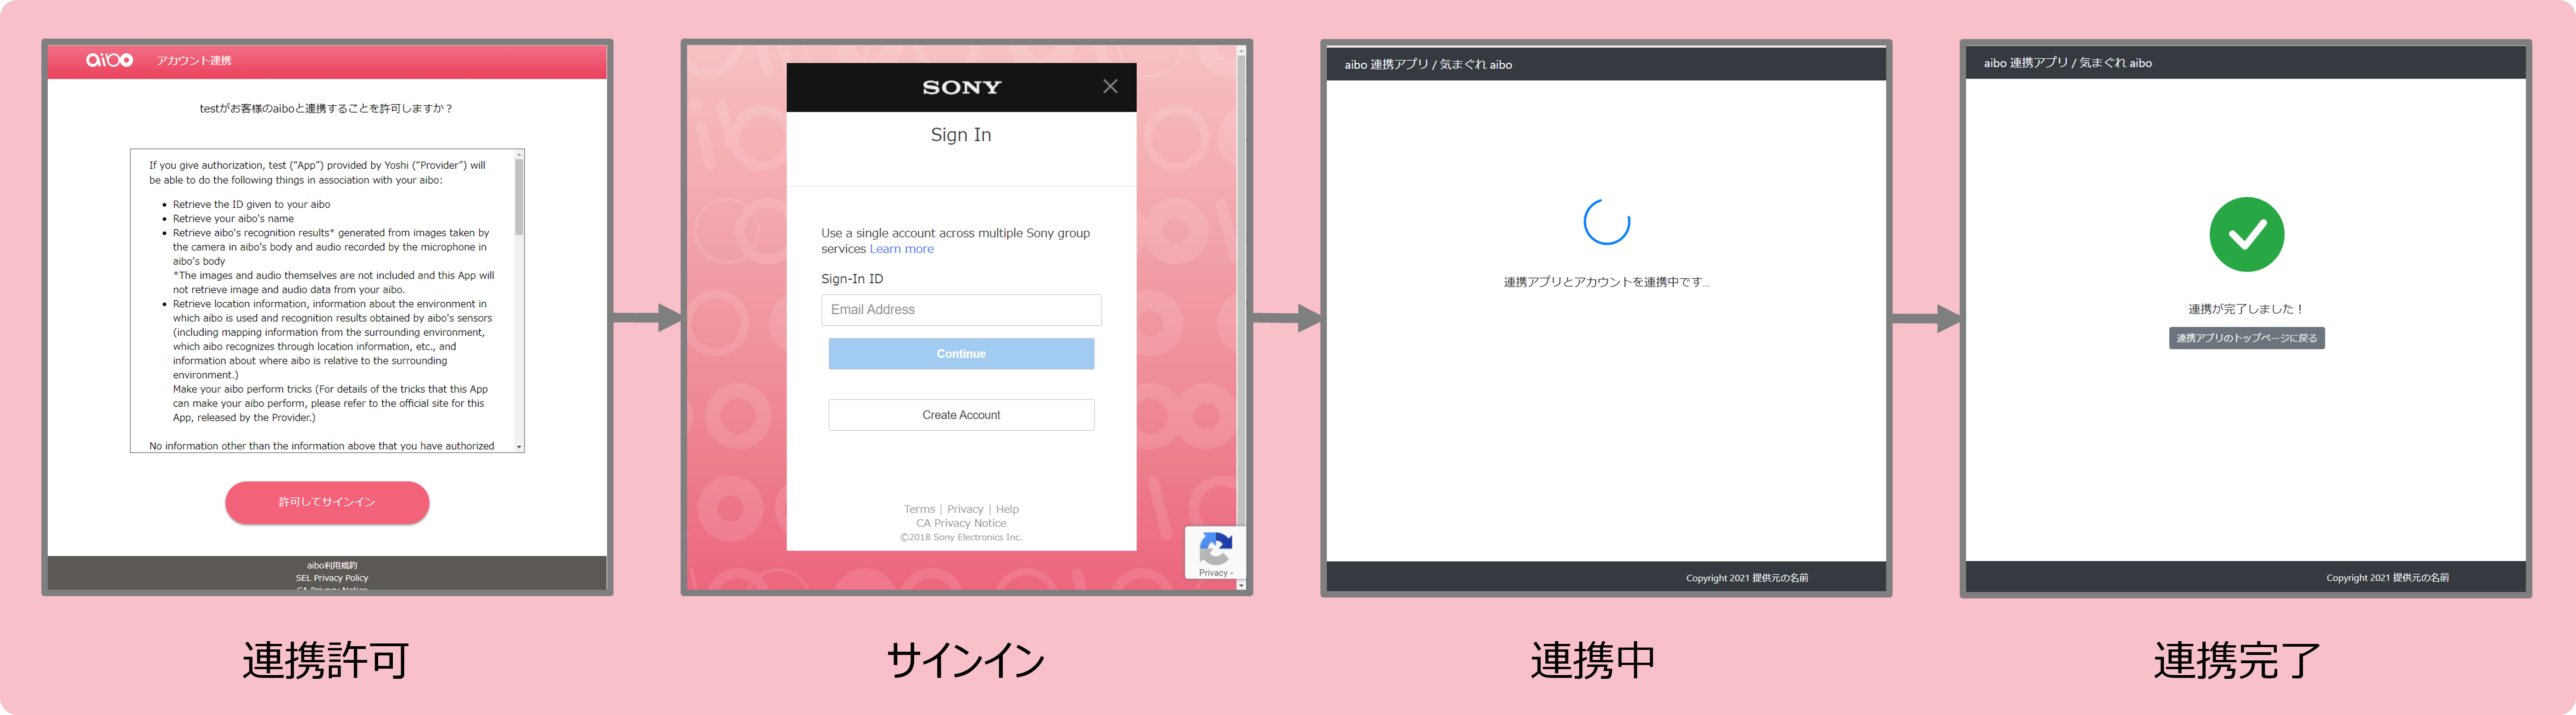 aibo アカウント連携
testがお客様のaiboと連携することを許可しますか？
If you give authorization, test (“App”) provided by Yoshi (“Provider”) will
be able to do the following things in association with your aibo:
• Retrieve the ID given to your aibo
• Retrieve your aibo's name
• Retrieve aibo's recognition results* generated from images taken by
the camera in aibo's body and audio recorded by the microphone in
aibo's body
*The images and audio themselves are not included and this App will
not retrieve image and audio data from your aibo.
• Retrieve location information, information about the environment in
which aibo is used and recognition results obtained by aibo's sensors
(including mapping information from the surrounding environment,
which aibo recognizes through location information, etc., and
information about where aibo is relative to the surrounding
environment.)
Make your aibo perform tricks (For details of the tricks that this App
can make your aibo perform, please refer to the official site for this
App, released by the Provider.)
No information other than the information above that you have authorized
許可してサインイン
aibo利用規約
SEL Privacy Policy
CA Privacy Notice
連携許可
SONY
Sign In
Use a single account across multiple Sony group
services Learn more
Sign-In ID
Email Address
Continue
Create Account
Terms | Privacy | Help
CA Privacy Notice
©2018 Sony Electronics Inc.
Privacy -
サインイン
aibo 連携アプリ / 気まぐれ aibo
連携アプリとアカウントを連携中です...
Copyright 2021 提供元の名前
連携中
aibo 連携アプリ / 気まぐれ aibo
連携が完了しました！
連携アプリのトップページに戻る
Copyright 2021 提供元の名前
連携完了